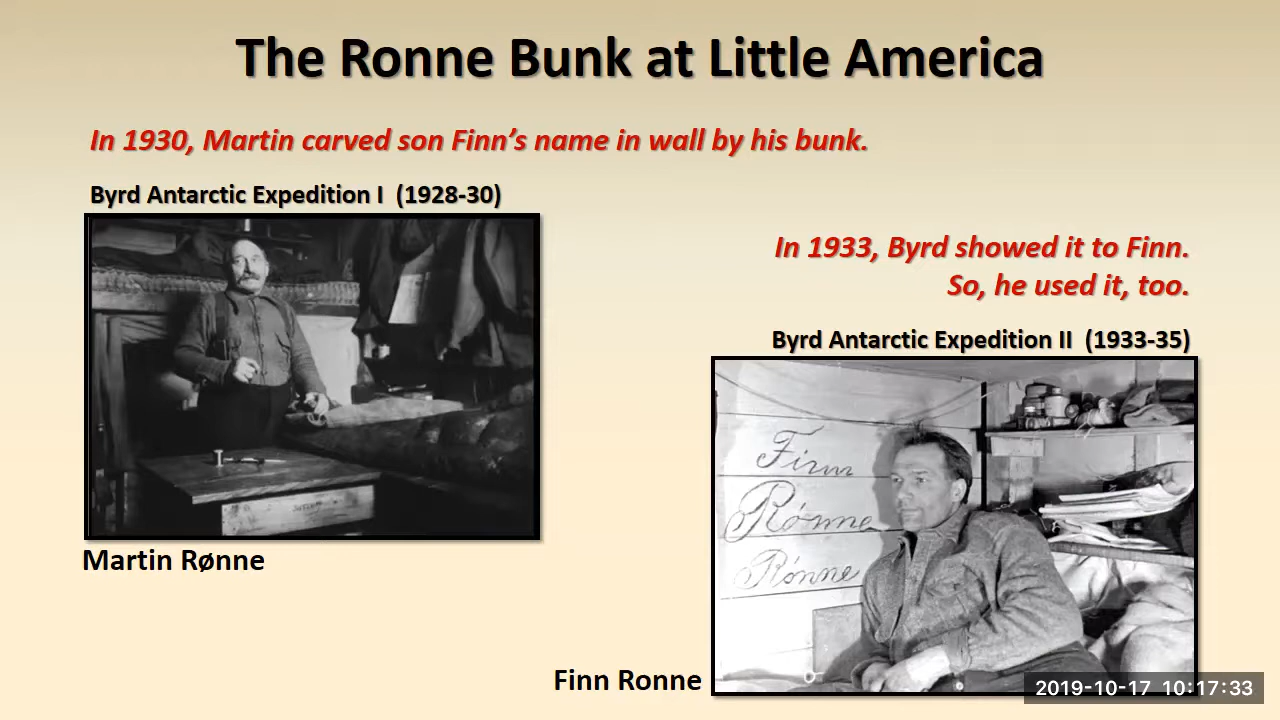 The Ronne Bunk at Little America
In 1930, Martin carved son Finn’s name in wall by his bunk.
Byrd Antarctic Expedition I (1928-30)
In 1933, Byrd showed it to Finn.
So, he used it, too.
Byrd Antarctic Expedition II (1933-35)
Finn
Rónne
Rónne
Martin Rønne
Finn Ronne
2019-10-17 10:17:33